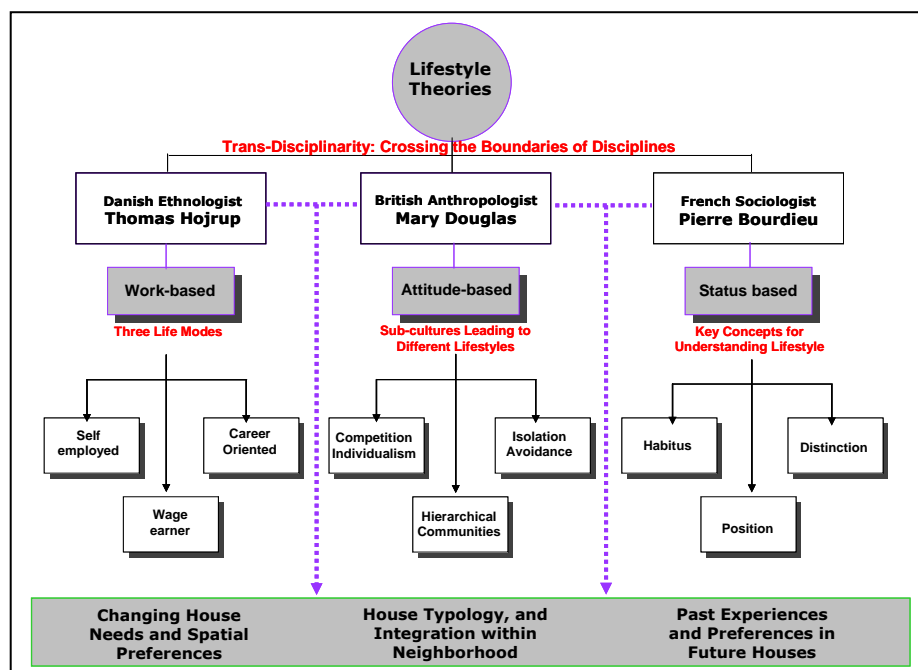 Lifestyle
Theories
Trans-Disciplinarity: Crossing the Boundaries of Disciplines
Danish Ethnologist
Thomas Hojrup
British Anthropologist
Mary Douglas
French Sociologist
Pierre Bourdieu
Work-based
Attitude-based
Status based
Three Life Modes
Sub-cultures Leading to
Different Lifestyles
Key Concepts for
Understanding Lifestyle
Self
employed
Career
Oriented
Wage
earner
Competition
Individualism
Isolation
Avoidance
Hierarchical
Communities
Habitus
Distinction
Position
Changing House
Needs and Spatial
Preferences
House Typology, and
Integration within
Neighborhood
Past Experiences
and Preferences in
Future Houses